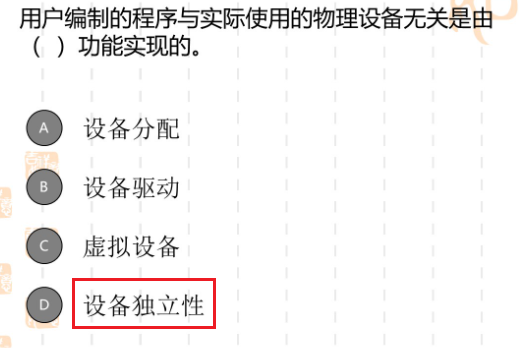 用户编制的程序与实际使用的物理设备无关是由
（ ）功能实现的。
A 设备分配
B 设备驱动
C 虚拟设备
D 设备独立性